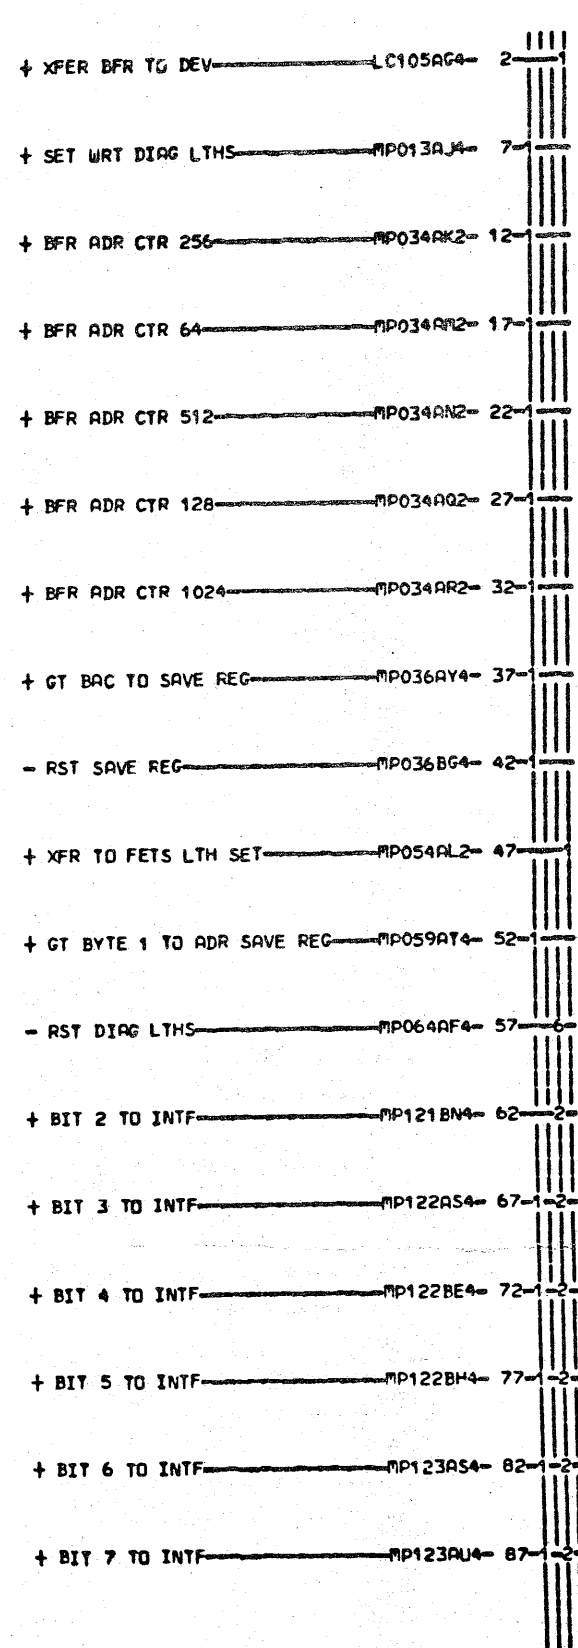 + XFER BFR TO DEV LC105AG4- 2 1
+ SET WRT DIAG LTHS MP013AJ4- 7-1
+ BFR ADR CTR 256 MP034AK2- 12-1
+ BFR ADR CTR 64 MP034AM2- 17-1
+ BFR ADR CTR 512 MP034AN2- 22-1
+ BFR ADR CTR 128 MP034AQ2- 27-1
+ BFR ADR CTR 1024 MP034AR2- 32-1
+ GT BAC TO SAVE REG MP036AY4- 37-1
- RST SAVE REG MP036BG4- 42-1
+ XFR TO FETS LTH SET MP054AL2- 47 1
+ GT BYTE 1 TO ADR SAVE REG MP059AT4- 52-1
- RST DIAG LTHS MP064AF4- 57 6
+ BIT 2 TO INTF MP121BN4- 62 2
+ BIT 3 TO INTF MP122AS4- 67-1-2
+ BIT 4 TO INTF MP122BE4- 72-1-2
+ BIT 5 TO INTF MP122BH4- 77-1-2
+ BIT 6 TO INTF MP123AS4- 82-1-2
+ BIT 7 TO INTF MP123AU4- 87-1-2